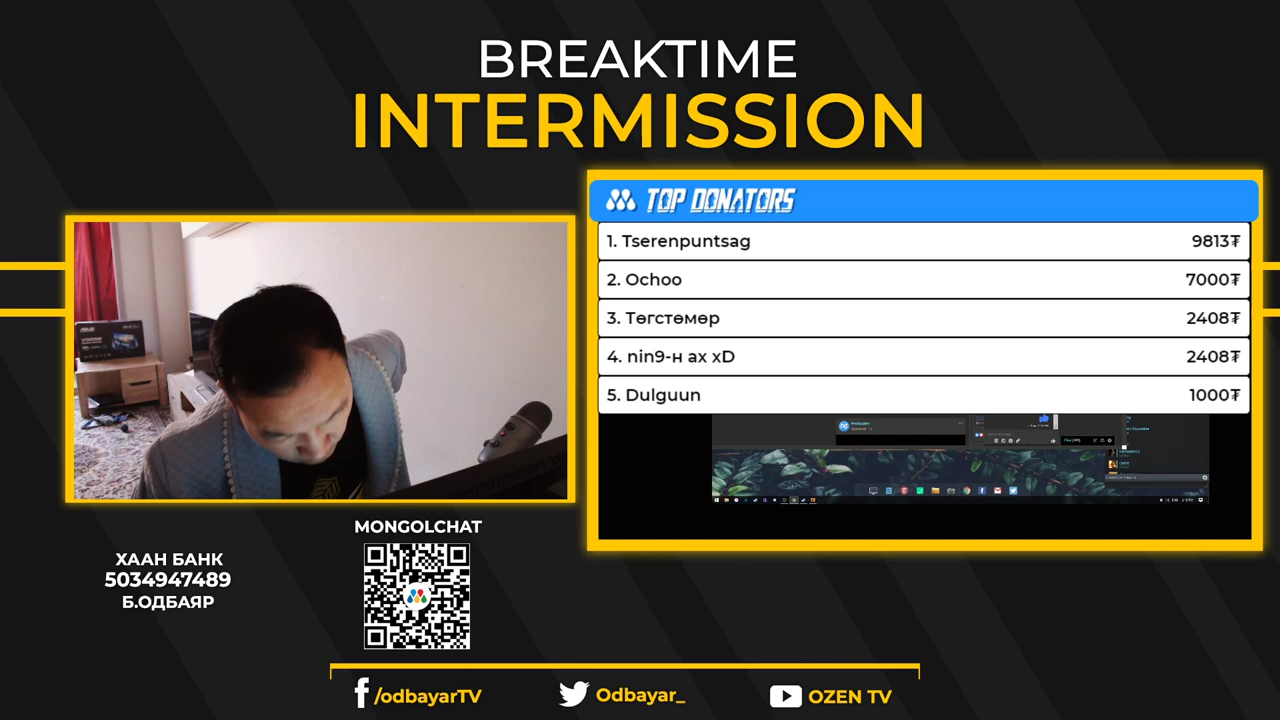 BREAKTIME
INTERMISSION
TOP DONATORS
1. Tserenpuntsag 9813₮
2. Ochoo 7000₮
3. Төгстөмөр 2408₮
4. nin9-н ах xD 2408₮
5. Dulguun 1000₮
MONGOLCHAT
ХААН БАНК
5034947489
Б.ОДБАЯР
/odbayarTV
Odbayar_
OZEN TV